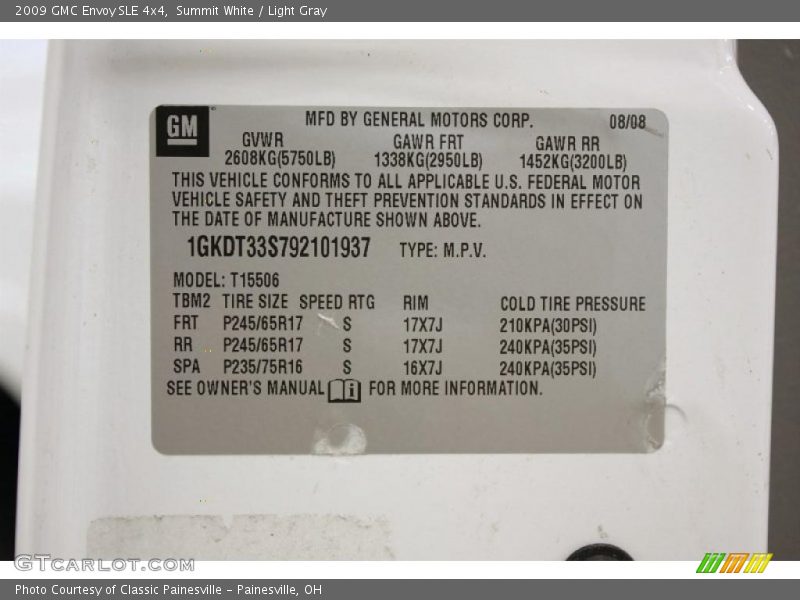 2009 GMC Envoy SLE 4x4, Summit White / Light Gray
GM MFD BY GENERAL MOTORS CORP. 08/08
GVWR GAWR FRT GAWR RR
2608KG(5750LB) 1338KG(2950LB) 1452KG(3200LB)
THIS VEHICLE CONFORMS TO ALL APPLICABLE U.S. FEDERAL MOTOR
VEHICLE SAFETY AND THEFT PREVENTION STANDARDS IN EFFECT ON
THE DATE OF MANUFACTURE SHOWN ABOVE.
1GKDT33S792101937 TYPE: M.P.V.
MODEL: T15506
TBM2 TIRE SIZE SPEED RTG RIM COLD TIRE PRESSURE
FRT P245/65R17 S 17X7J 210KPA(30PSI)
RR P245/65R17 S 17X7J 240KPA(35PSI)
SPA P235/75R16 S 16X7J 240KPA(35PSI)
SEE OWNER'S MANUAL i FOR MORE INFORMATION.
GTCARLOT.COM
Photo Courtesy of Classic Painesville - Painesville, OH